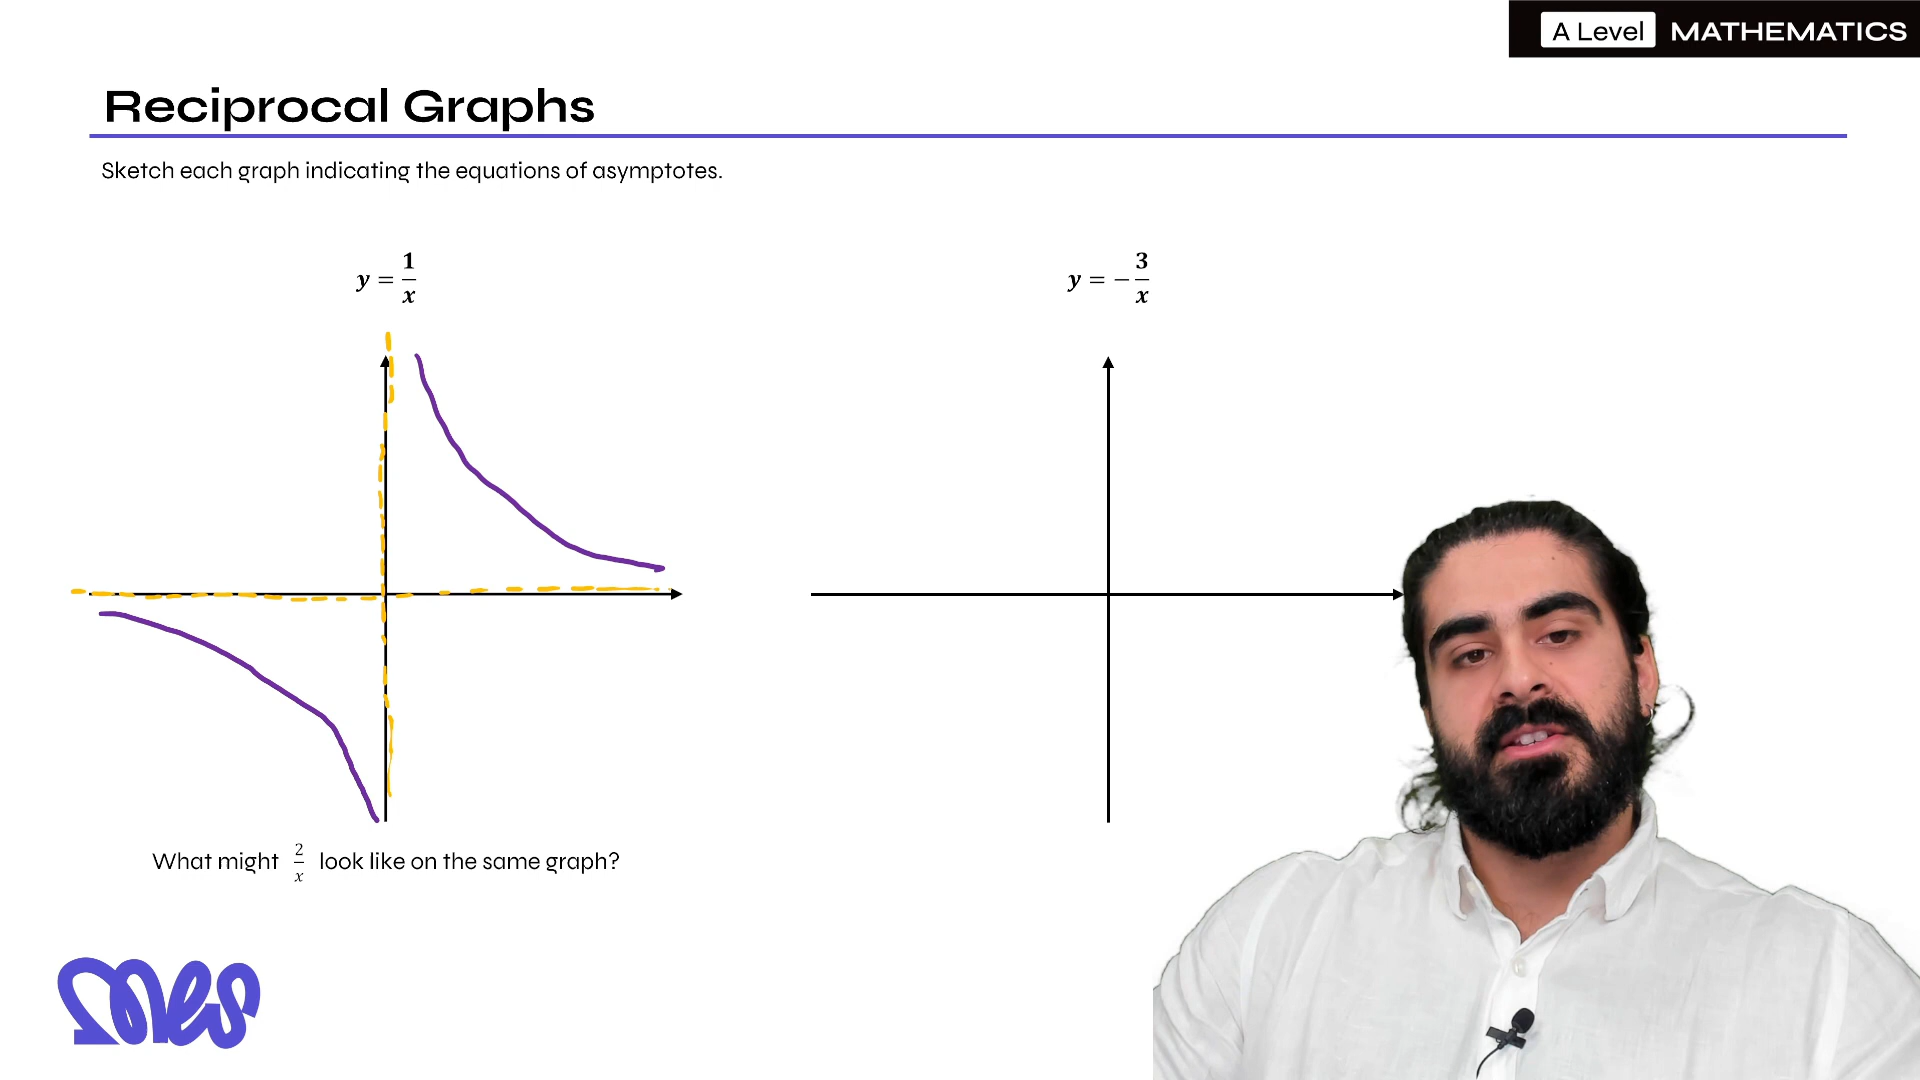 A Level MATHEMATICS
Reciprocal Graphs
Sketch each graph indicating the equations of asymptotes.
y = 1/x
y = -3/x
What might 2/x look like on the same graph?
mes